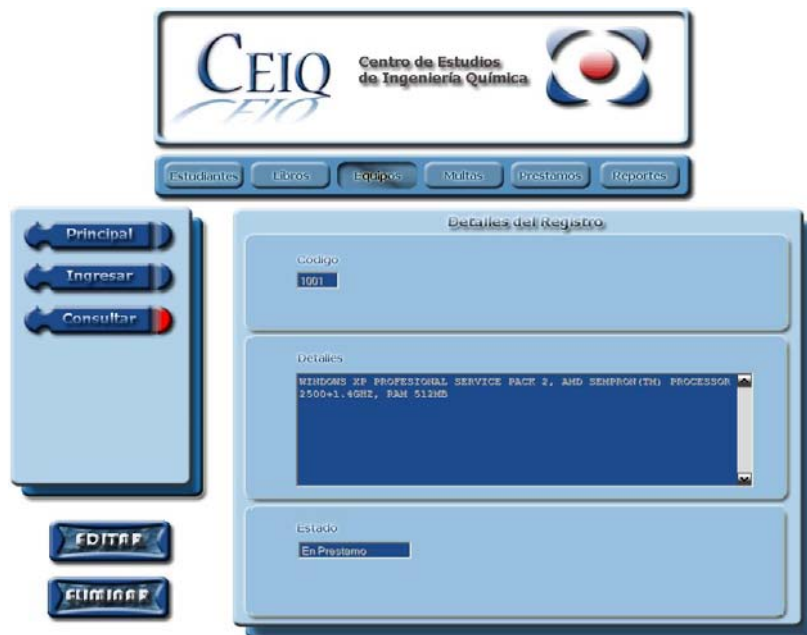 CEIQ
Centro de Estudios
de Ingeniería Química
Estudiantes Libros Equipos Multas Prestamos Reportes
Principal
Ingresar
Consultar
Detalles del Registro
Codigo
1001
Detalles
WINDOWS XP PROFESIONAL SERVICE PACK 2, AMD SEMPRON(TM) PROCESSOR
2500+1.4GHZ, RAM 512MB
Estado
En Prestamo
EDITAR
ELIMINAR